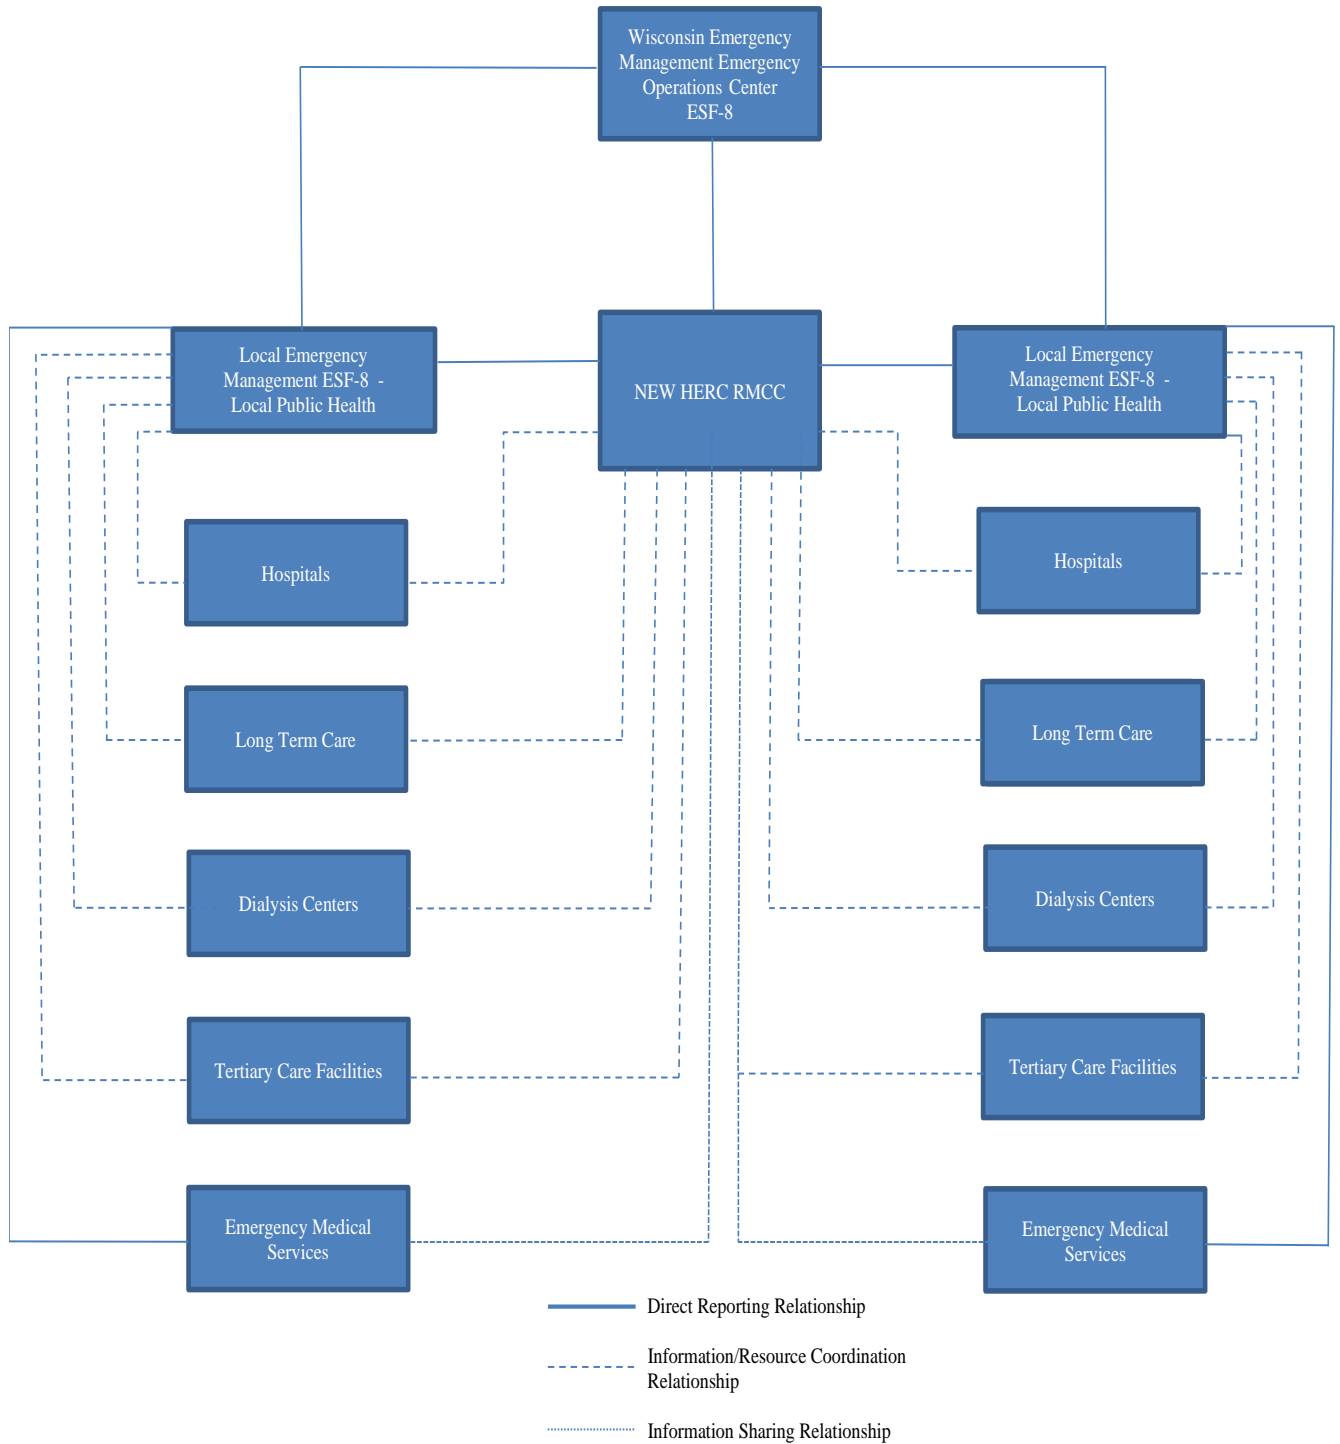 Wisconsin Emergency
Management Emergency
Operations Center
ESF-8
Local Emergency
Management ESF-8 -
Local Public Health
NEW HERC RMCC
Local Emergency
Management ESF-8 -
Local Public Health
Hospitals
Hospitals
Long Term Care
Long Term Care
Dialysis Centers
Dialysis Centers
Tertiary Care Facilities
Tertiary Care Facilities
Emergency Medical
Services
Emergency Medical
Services
Direct Reporting Relationship
Information/Resource Coordination
Relationship
Information Sharing Relationship